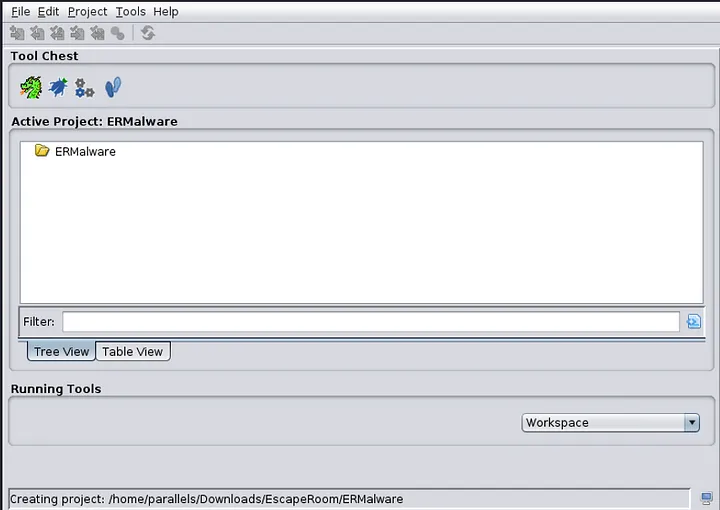 File Edit Project Tools Help
Tool Chest
Active Project: ERMalware
ERMalware
Filter:
Tree View Table View
Running Tools
Workspace
Creating project: /home/parallels/Downloads/EscapeRoom/ERMalware